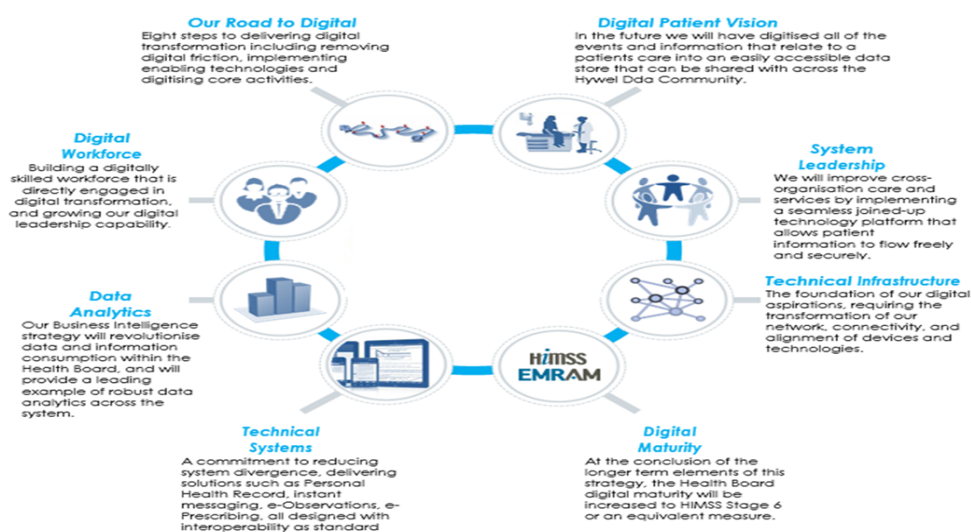 Our Road to Digital
Eight steps to delivering digital
transformation including removing
digital friction, implementing
enabling technologies and
digitising core activities.
Digital Patient Vision
In the future we will have digitised all of the
events and information that relate to a
patients care into an easily accessible data
store that can be shared with across the
Hywel Dda Community.
Digital
Workforce
Building a digitally
skilled workforce that is
directly engaged in
digital transformation,
and growing our digital
leadership capability.
System
Leadership
We will improve cross-
organisation care and
services by implementing
a seamless joined-up
technology platform that
allows patient
information to flow freely
and securely.
Data
Analytics
Our Business Intelligence
strategy will revolutionise
data and information
consumption within the
Health Board, and will
provide a leading
example of robust data
analytics across the
system.
Technical Infrastructure
The foundation of our digital
aspirations, requiring the
transformation of our
network, connectivity, and
alignment of devices and
technologies.
HiMSS
EMRAM
Technical
Systems
A commitment to reducing
system divergence, delivering
solutions such as Personal
Health Record, instant
messaging, e-Observations, e-
Prescribing, all designed with
interoperability as standard
Digital
Maturity
At the conclusion of the
longer term elements of this
strategy, the Health Board
digital maturity will be
increased to HIMSS Stage 6
or an equivalent measure.